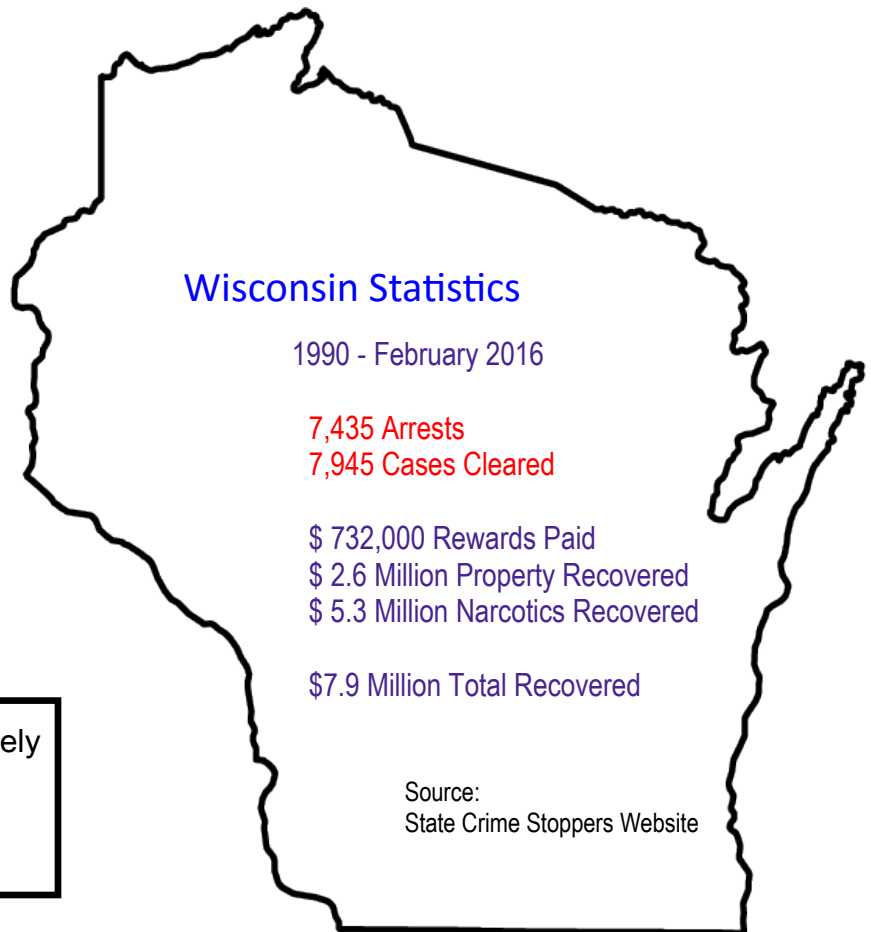 Wisconsin Statistics
1990 - February 2016
7,435 Arrests
7,945 Cases Cleared
$ 732,000 Rewards Paid
$ 2.6 Million Property Recovered
$ 5.3 Million Narcotics Recovered
$7.9 Million Total Recovered
ely
Source:
State Crime Stoppers Website